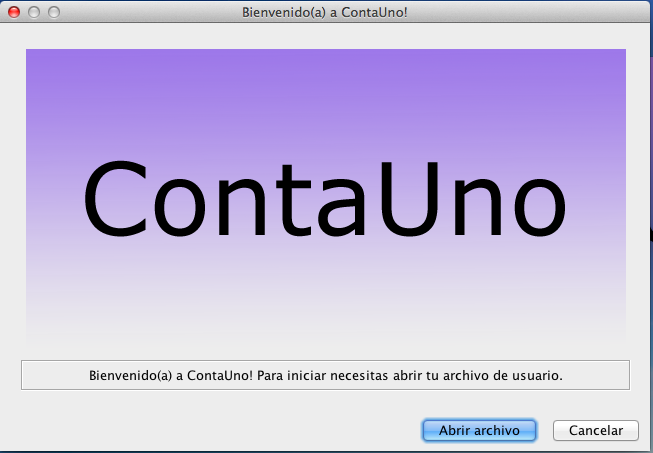 Bienvenido(a) a ContaUno!
ContaUno
Bienvenido(a) a ContaUno! Para iniciar necesitas abrir tu archivo de usuario.
Abrir archivo
Cancelar